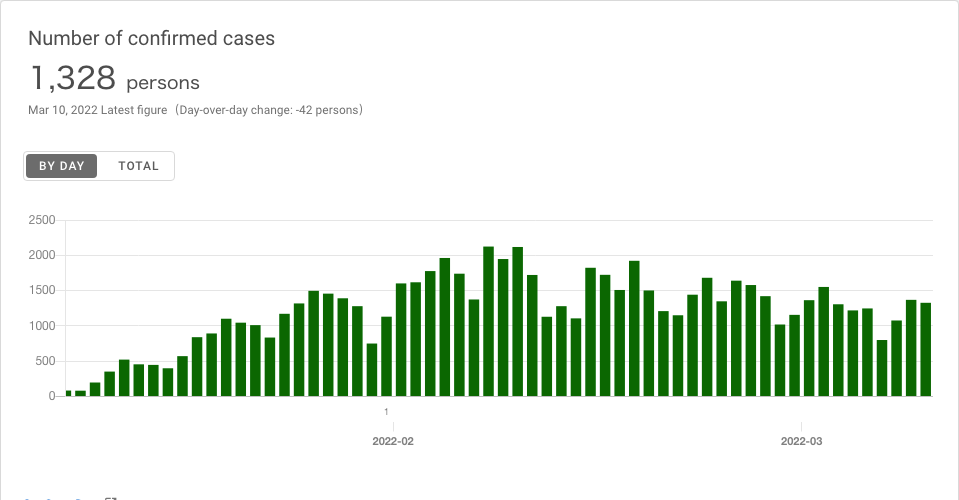 Number of confirmed cases
1,328 persons
Mar 10, 2022 Latest figure（Day-over-day change: -42 persons）
BY DAY TOTAL
2500
2000
1500
1000
500
0
1
2022-02 2022-03